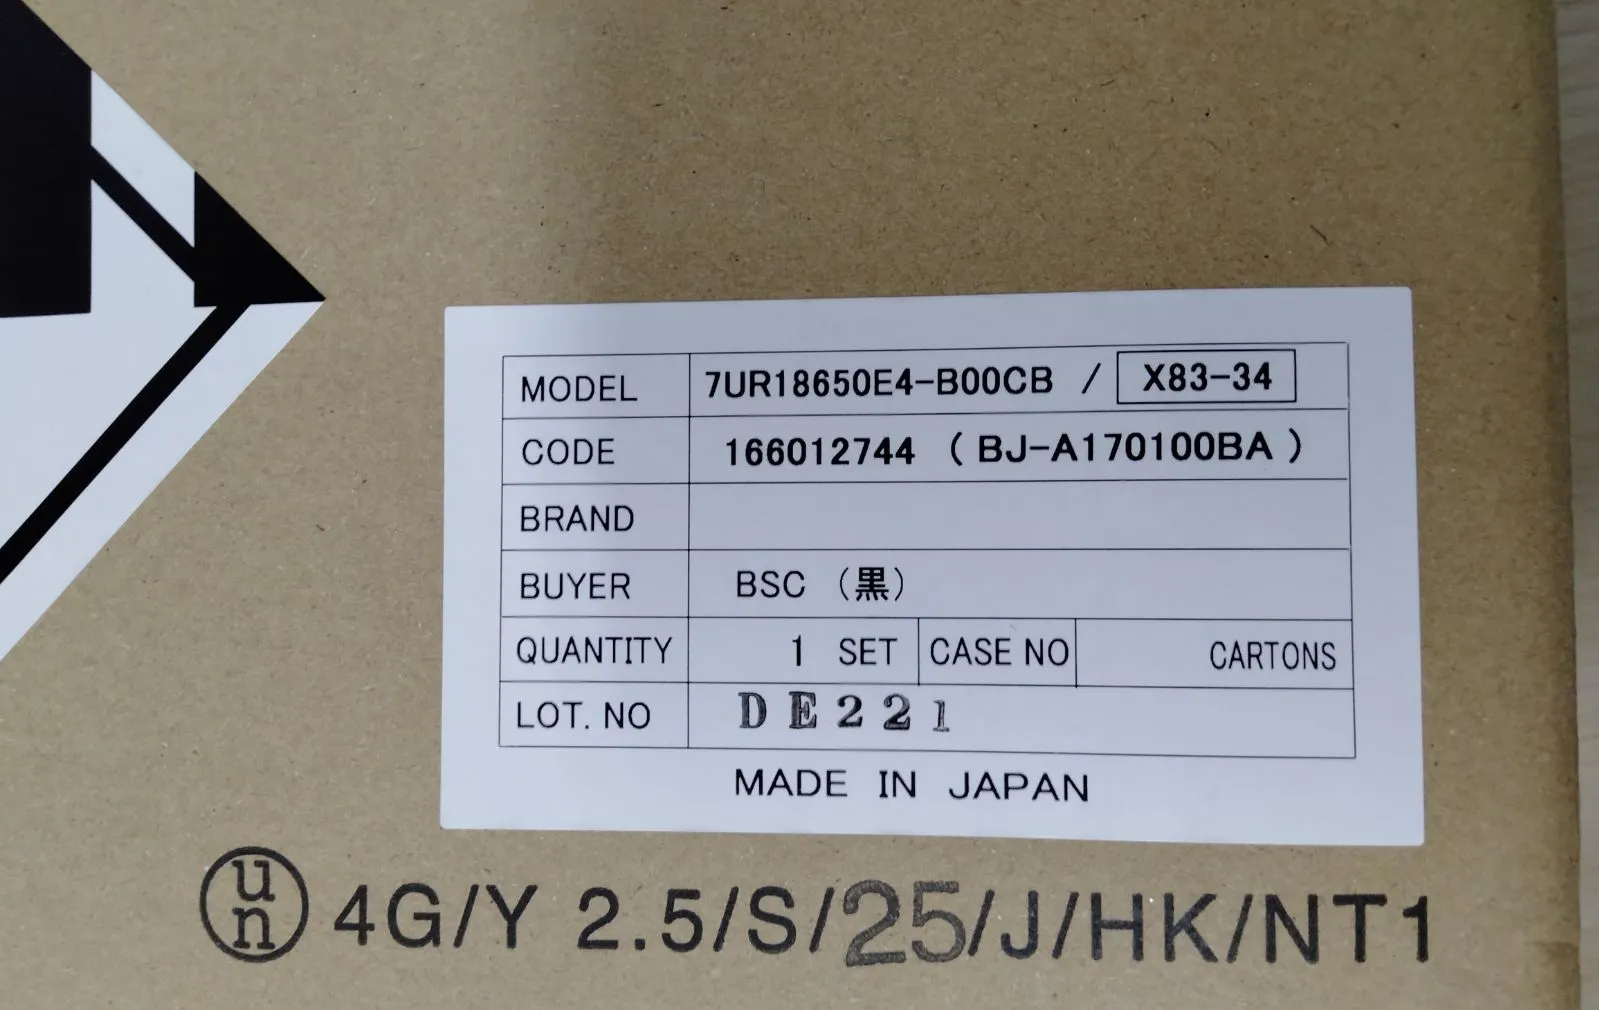 MODEL 7UR18650E4-B00CB / X83-34
CODE 166012744 ( BJ-A170100BA )
BRAND
BUYER BSC (黒)
QUANTITY 1 SET CASE NO CARTONS
LOT. NO DE221
MADE IN JAPAN
un 4G/Y 2.5/S/25/J/HK/NT1